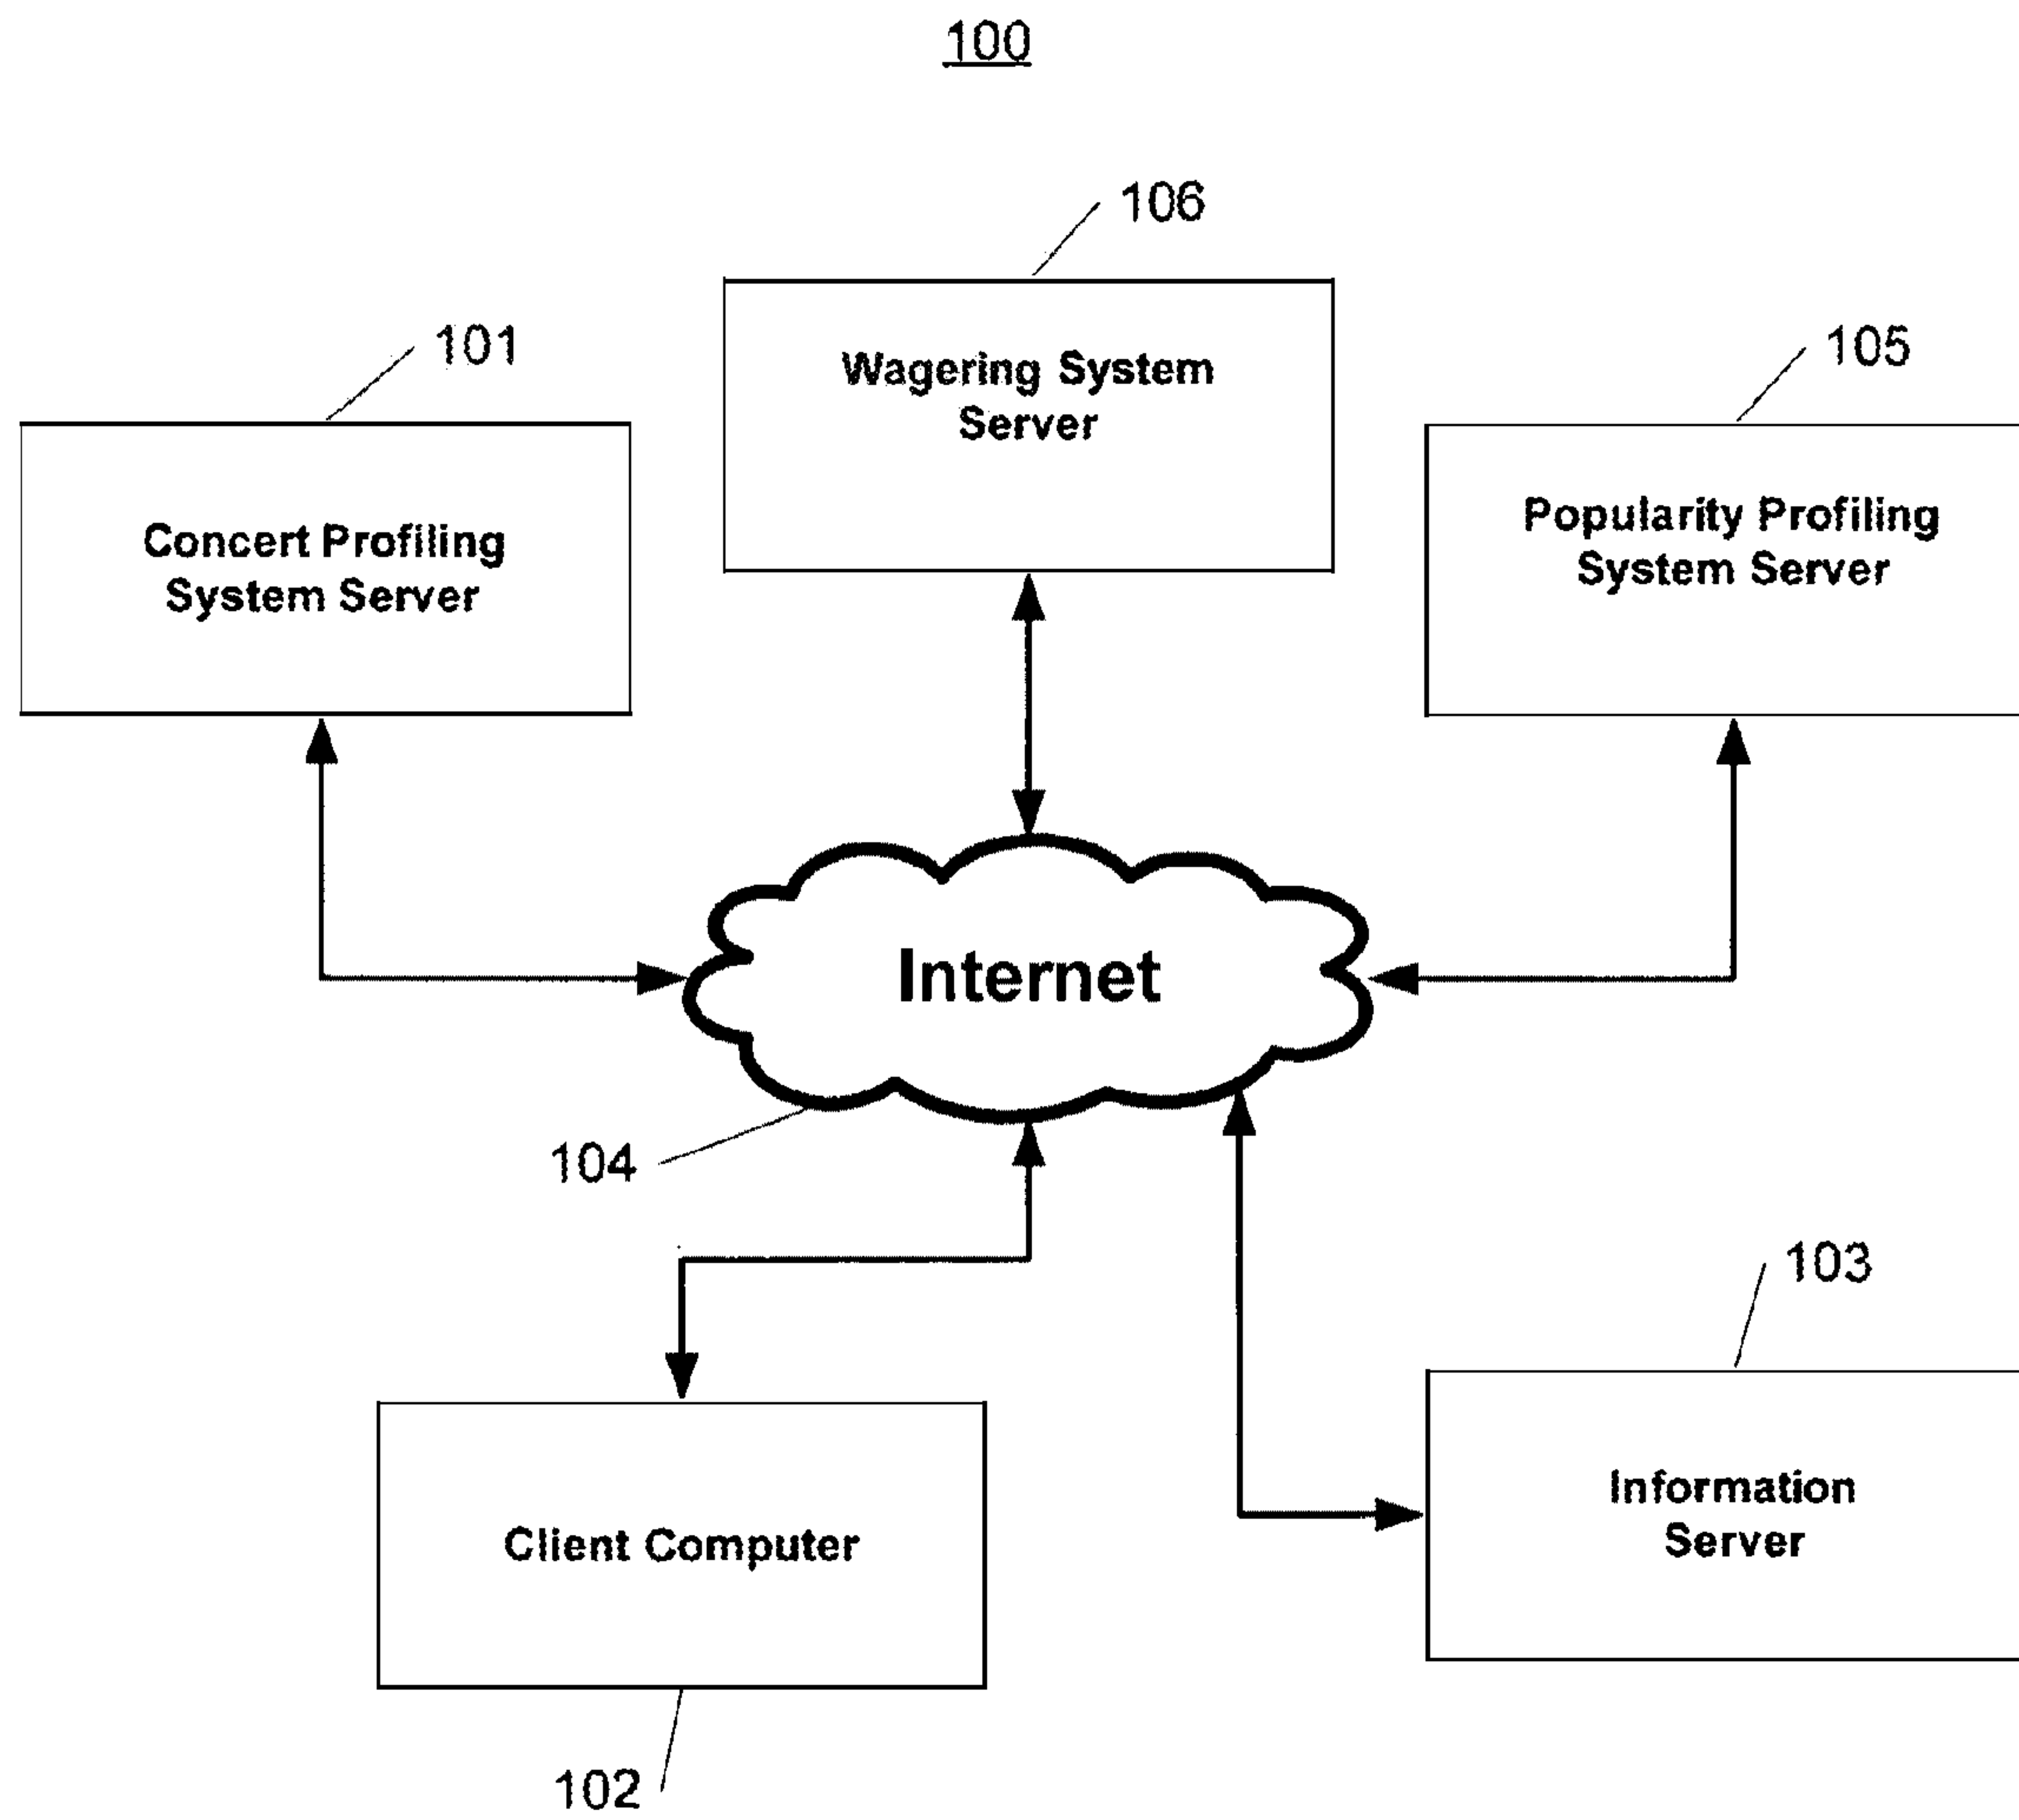 100
106
101
105
Wagering System
Server
Concert Profiling
System Server
Popularity Profiling
System Server
Internet
104
103
Client Computer
Information
Server
102